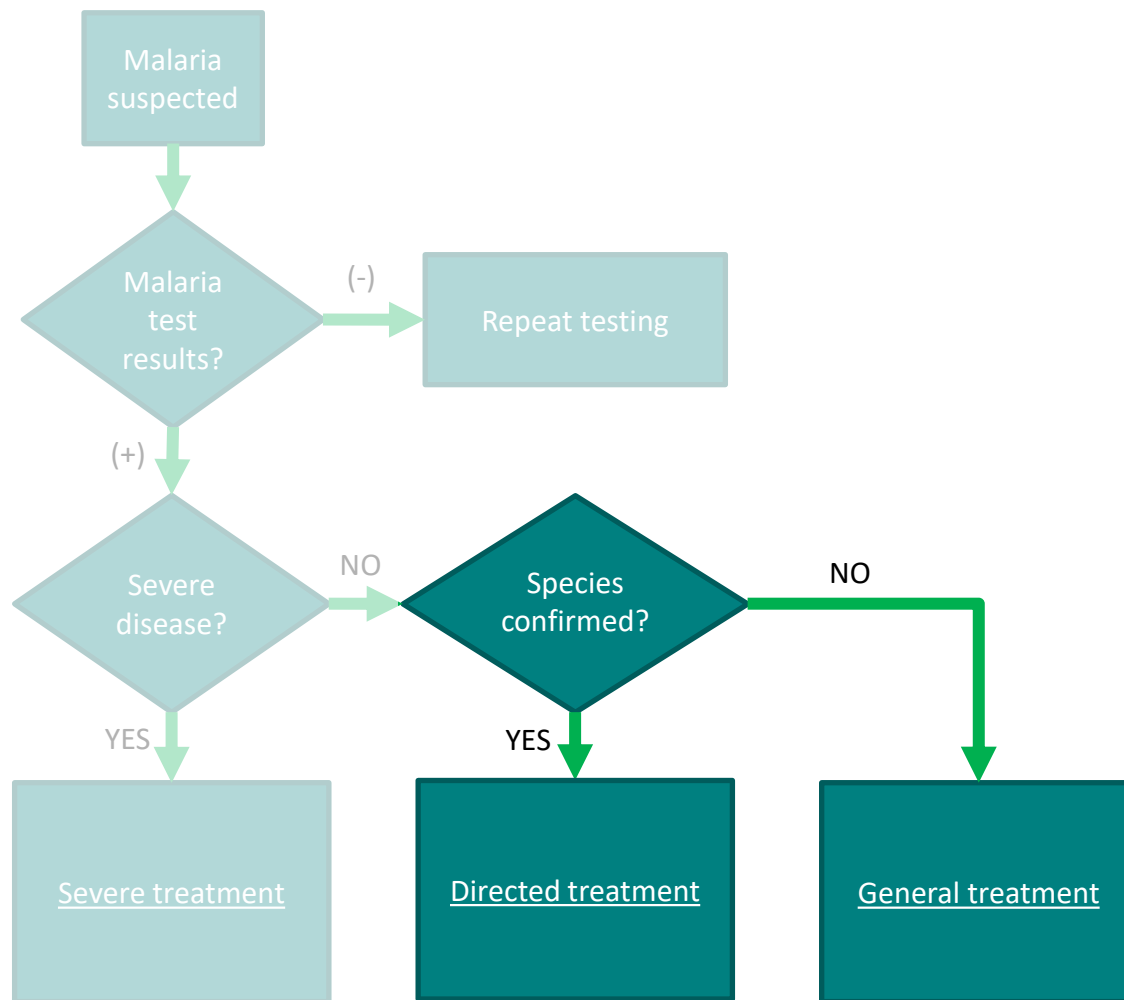 Malaria
suspected
Malaria
test
results?
(-)
Repeat testing
(+)
Severe
disease?
NO
Species
confirmed?
NO
YES
YES
Severe treatment
Directed treatment
General treatment